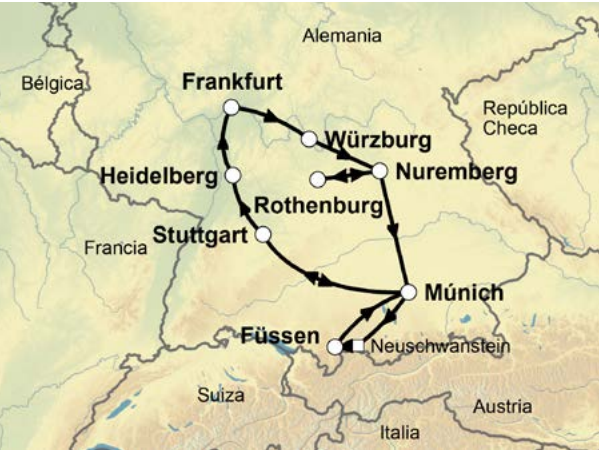 Alemania
Bélgica
Frankfurt
República
Checa
Würzburg
Nuremberg
Heidelberg
Rothenburg
Stuttgart
Francia
Múnich
Füssen
Neuschwanstein
Suiza
Austria
Italia